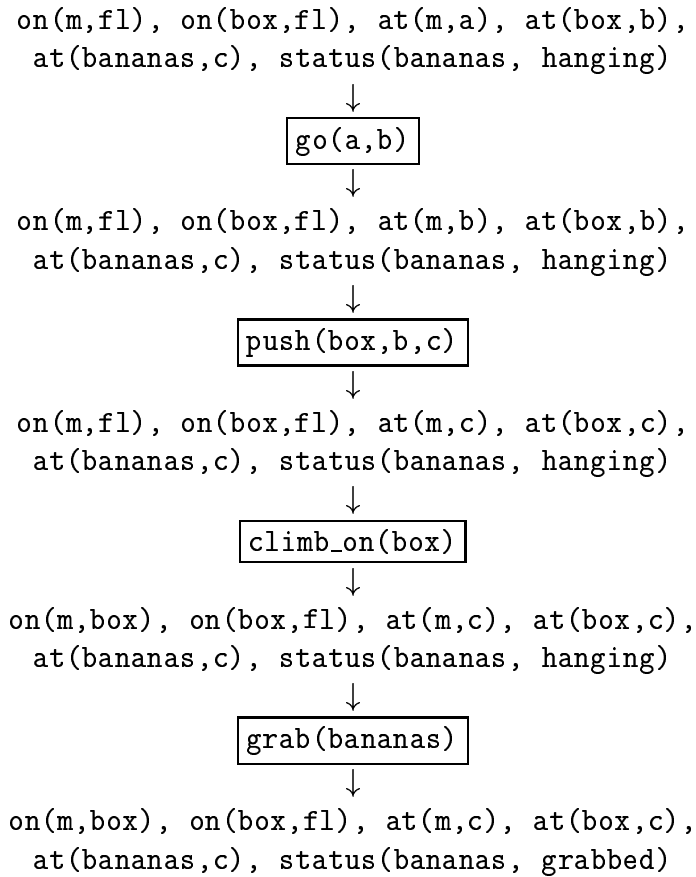 on(m,fl), on(box,fl), at(m,a), at(box,b),
at(bananas,c), status(bananas, hanging)
go(a,b)
on(m,fl), on(box,fl), at(m,b), at(box,b),
at(bananas,c), status(bananas, hanging)
push(box,b,c)
on(m,fl), on(box,fl), at(m,c), at(box,c),
at(bananas,c), status(bananas, hanging)
climb_on(box)
on(m,box), on(box,fl), at(m,c), at(box,c),
at(bananas,c), status(bananas, hanging)
grab(bananas)
on(m,box), on(box,fl), at(m,c), at(box,c),
at(bananas,c), status(bananas, grabbed)